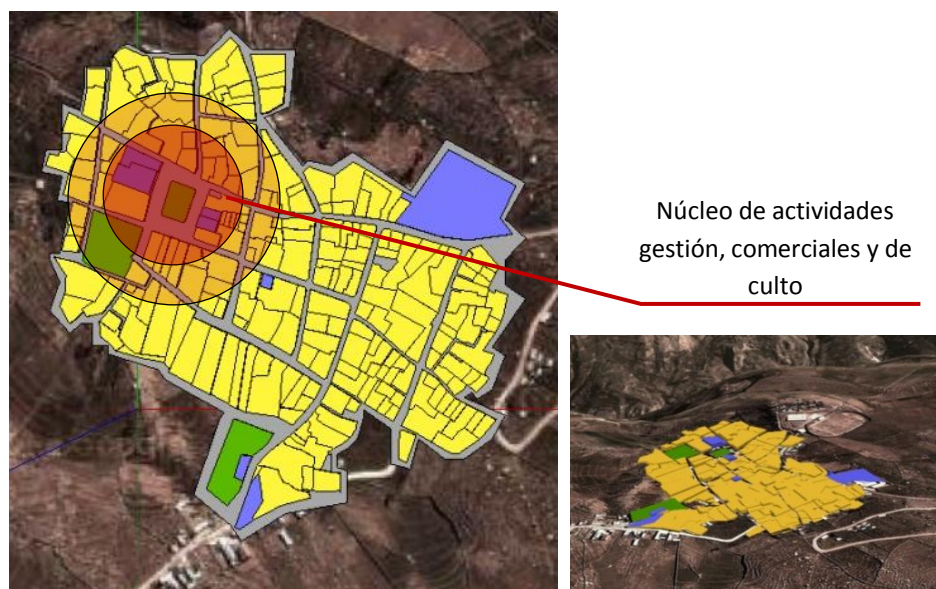 Núcleo de actividades
gestión, comerciales y de
culto